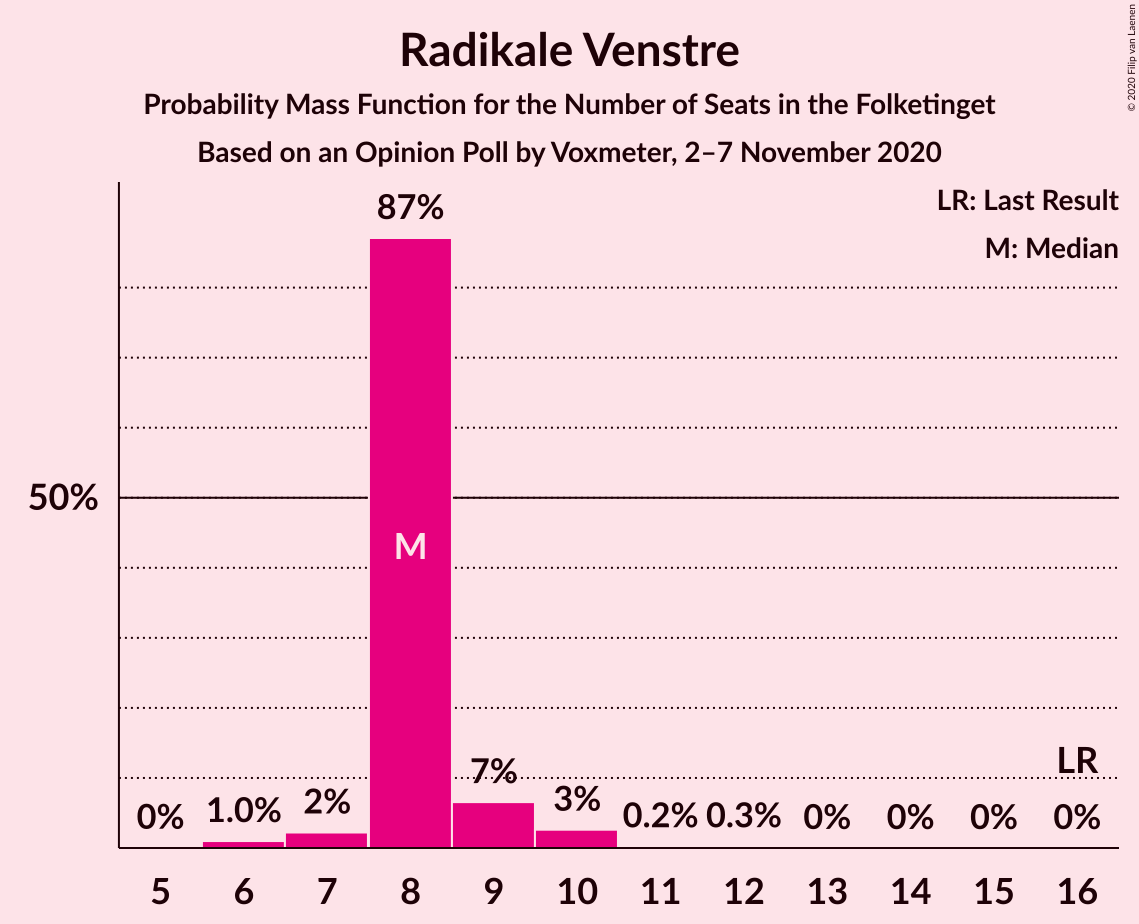 Radikale Venstre
Probability Mass Function for the Number of Seats in the Folketinget
Based on an Opinion Poll by Voxmeter, 2–7 November 2020
© 2020 Filip van Laenen
LR: Last Result
M: Median
87%
50%
M
LR
0% 1.0% 2% 7% 3% 0.2% 0.3% 0% 0% 0% 0%
5 6 7 8 9 10 11 12 13 14 15 16